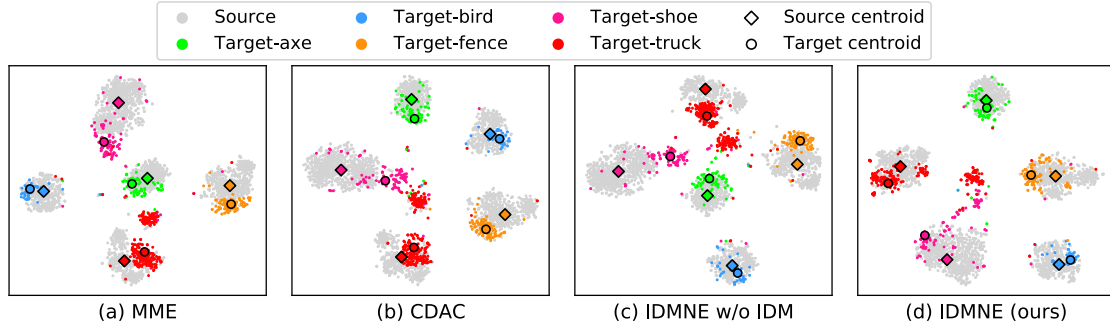 Source Target-bird Target-shoe Source centroid
Target-axe Target-fence Target-truck Target centroid
(a) MME (b) CDAC (c) IDMNE w/o IDM (d) IDMNE (ours)